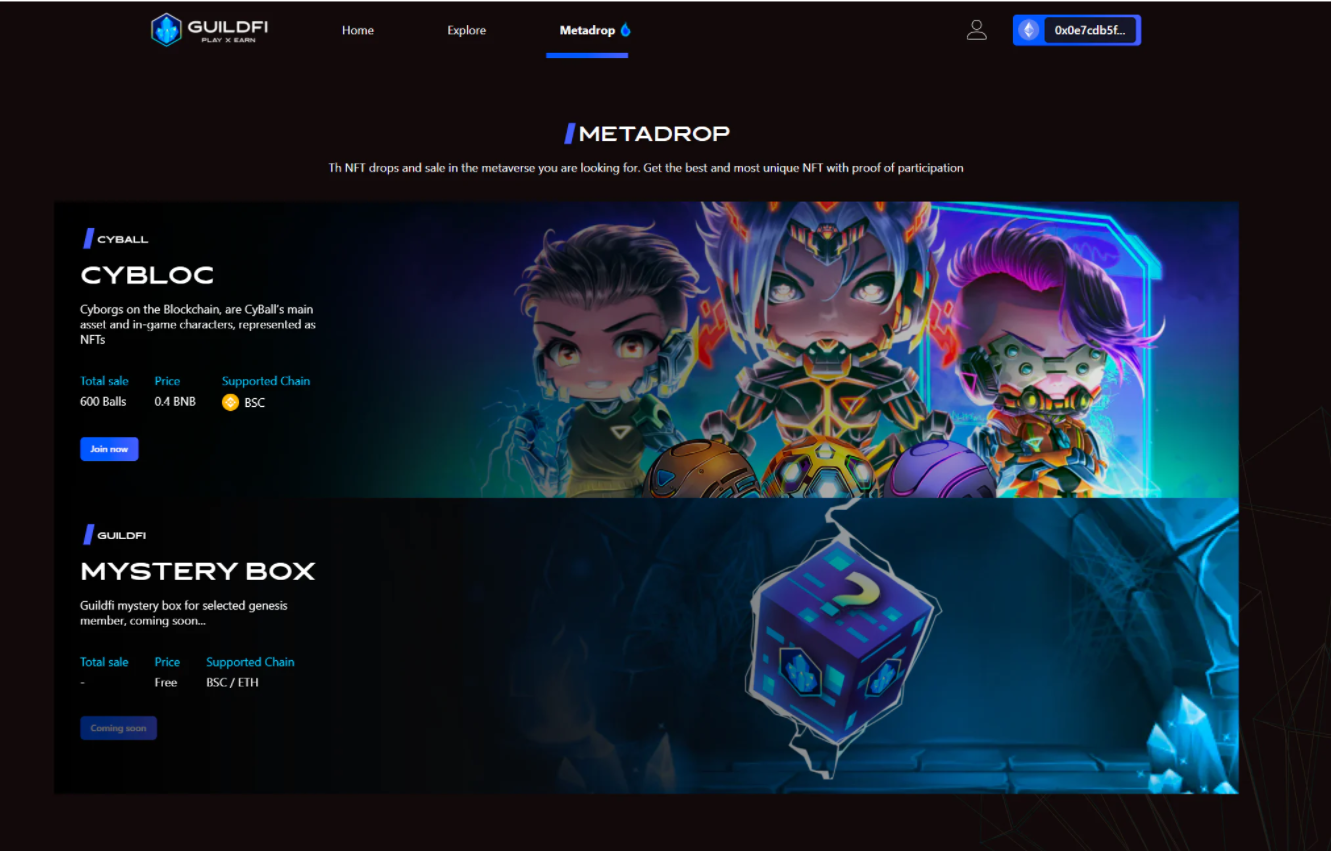 GUILDFI
PLAY X EARN
Home
Explore
Metadrop
0x0e7cdb5f...
METADROP
Th NFT drops and sale in the metaverse you are looking for. Get the best and most unique NFT with proof of participation
CYBALL
CYBLOC
Cyborgs on the Blockchain, are CyBall's main
asset and in-game characters, represented as
NFTs
Total sale Price Supported Chain
600 Balls 0.4 BNB BSC
Join now
GUILDFI
MYSTERY BOX
Guildfi mystery box for selected genesis
member, coming soon...
Total sale Price Supported Chain
- Free BSC / ETH
Coming soon
?